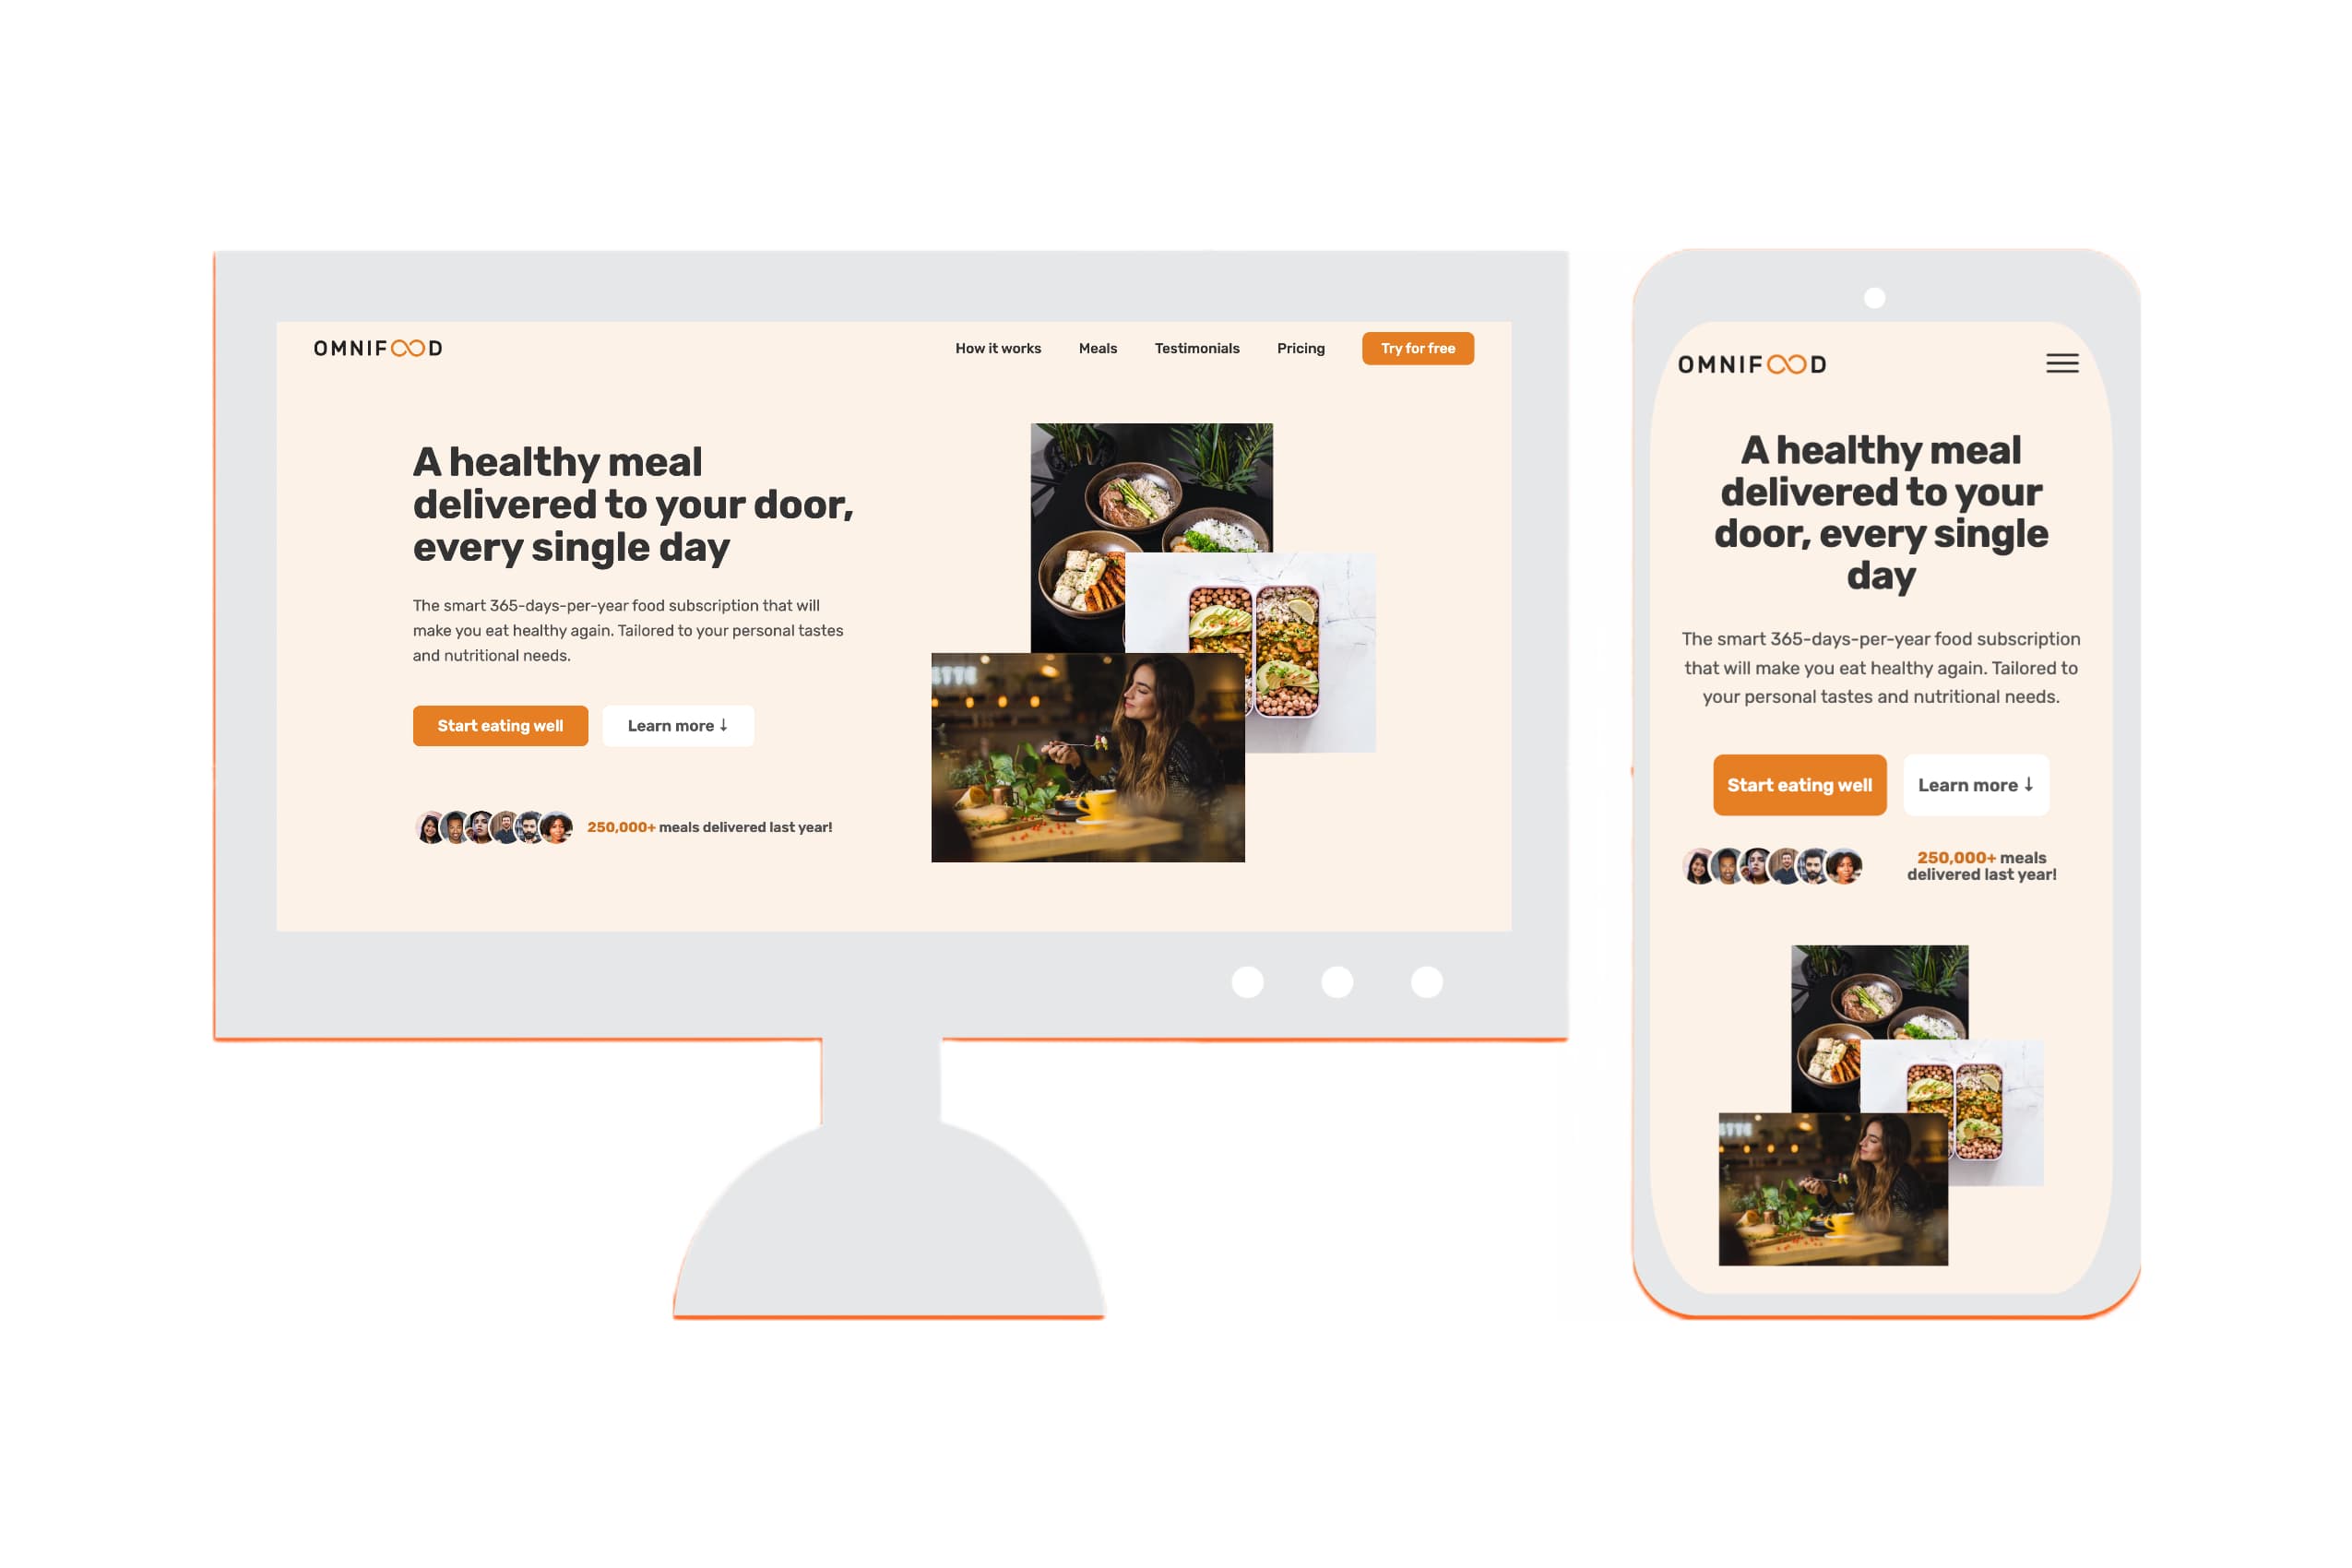 OMNIFOOD
How it works Meals Testimonials Pricing Try for free
A healthy meal
delivered to your door,
every single day
The smart 365-days-per-year food subscription that will
make you eat healthy again. Tailored to your personal tastes
and nutritional needs.
Start eating well Learn more ↓
250,000+ meals delivered last year!
OMNIFOOD
A healthy meal
delivered to your
door, every single
day
The smart 365-days-per-year food subscription
that will make you eat healthy again. Tailored to
your personal tastes and nutritional needs.
Start eating well Learn more ↓
250,000+ meals
delivered last year!